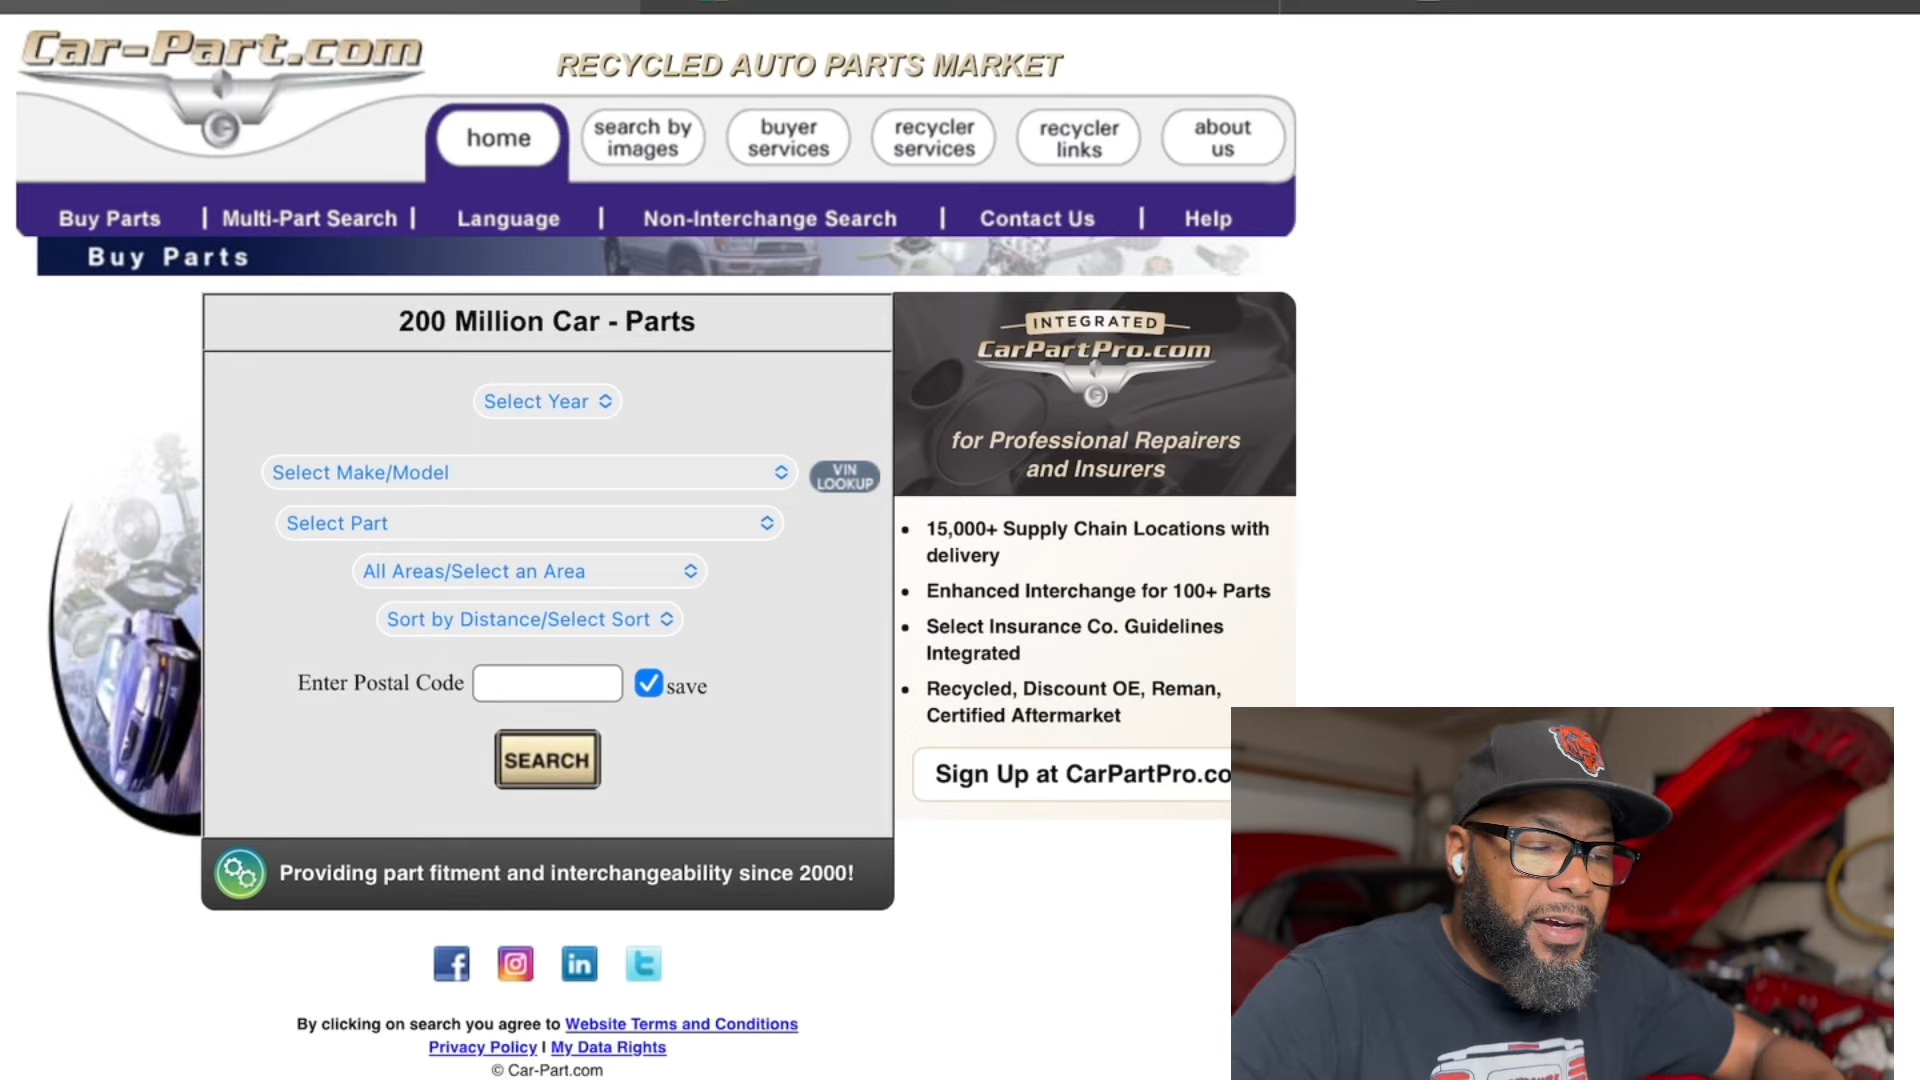 Car-Part.com
RECYCLED AUTO PARTS MARKET
home
search by
images
buyer
services
recycler
services
recycler
links
about
us
Buy Parts | Multi-Part Search | Language | Non-Interchange Search | Contact Us | Help
Buy Parts
200 Million Car - Parts
Select Year
Select Make/Model
VIN
LOOKUP
Select Part
All Areas/Select an Area
Sort by Distance/Select Sort
Enter Postal Code
save
SEARCH
Providing part fitment and interchangeability since 2000!
INTEGRATED
CarPartPro.com
for Professional Repairers
and Insurers
15,000+ Supply Chain Locations with
delivery
Enhanced Interchange for 100+ Parts
Select Insurance Co. Guidelines
Integrated
Recycled, Discount OE, Reman,
Certified Aftermarket
Sign Up at CarPartPro.co
By clicking on search you agree to Website Terms and Conditions
Privacy Policy | My Data Rights
© Car-Part.com